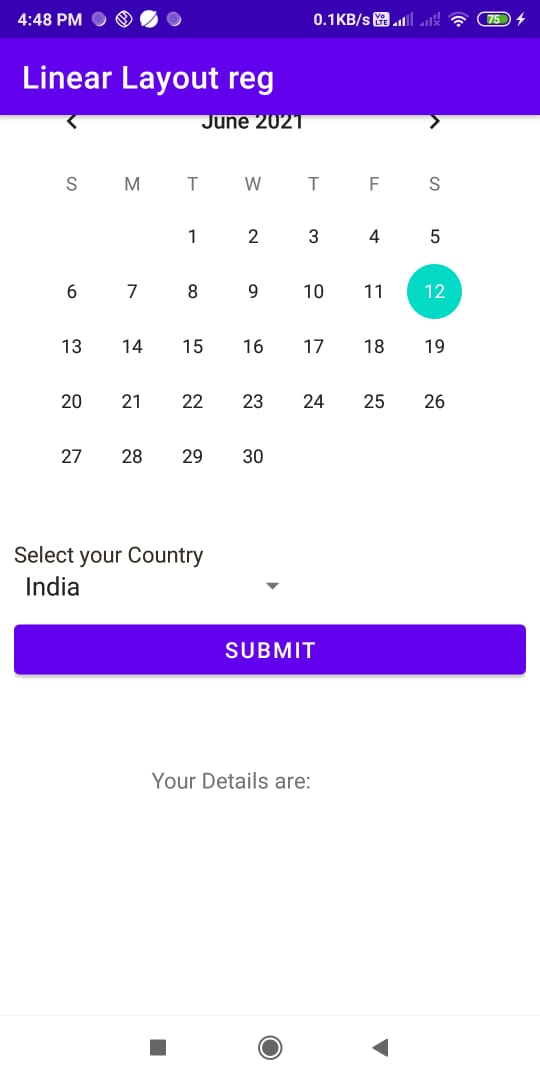 4:48 PM 0.1KB/s Vo LTE 75
Linear Layout reg
June 2021
S M T W T F S
1 2 3 4 5
6 7 8 9 10 11 12
13 14 15 16 17 18 19
20 21 22 23 24 25 26
27 28 29 30
Select your Country
India
SUBMIT
Your Details are: